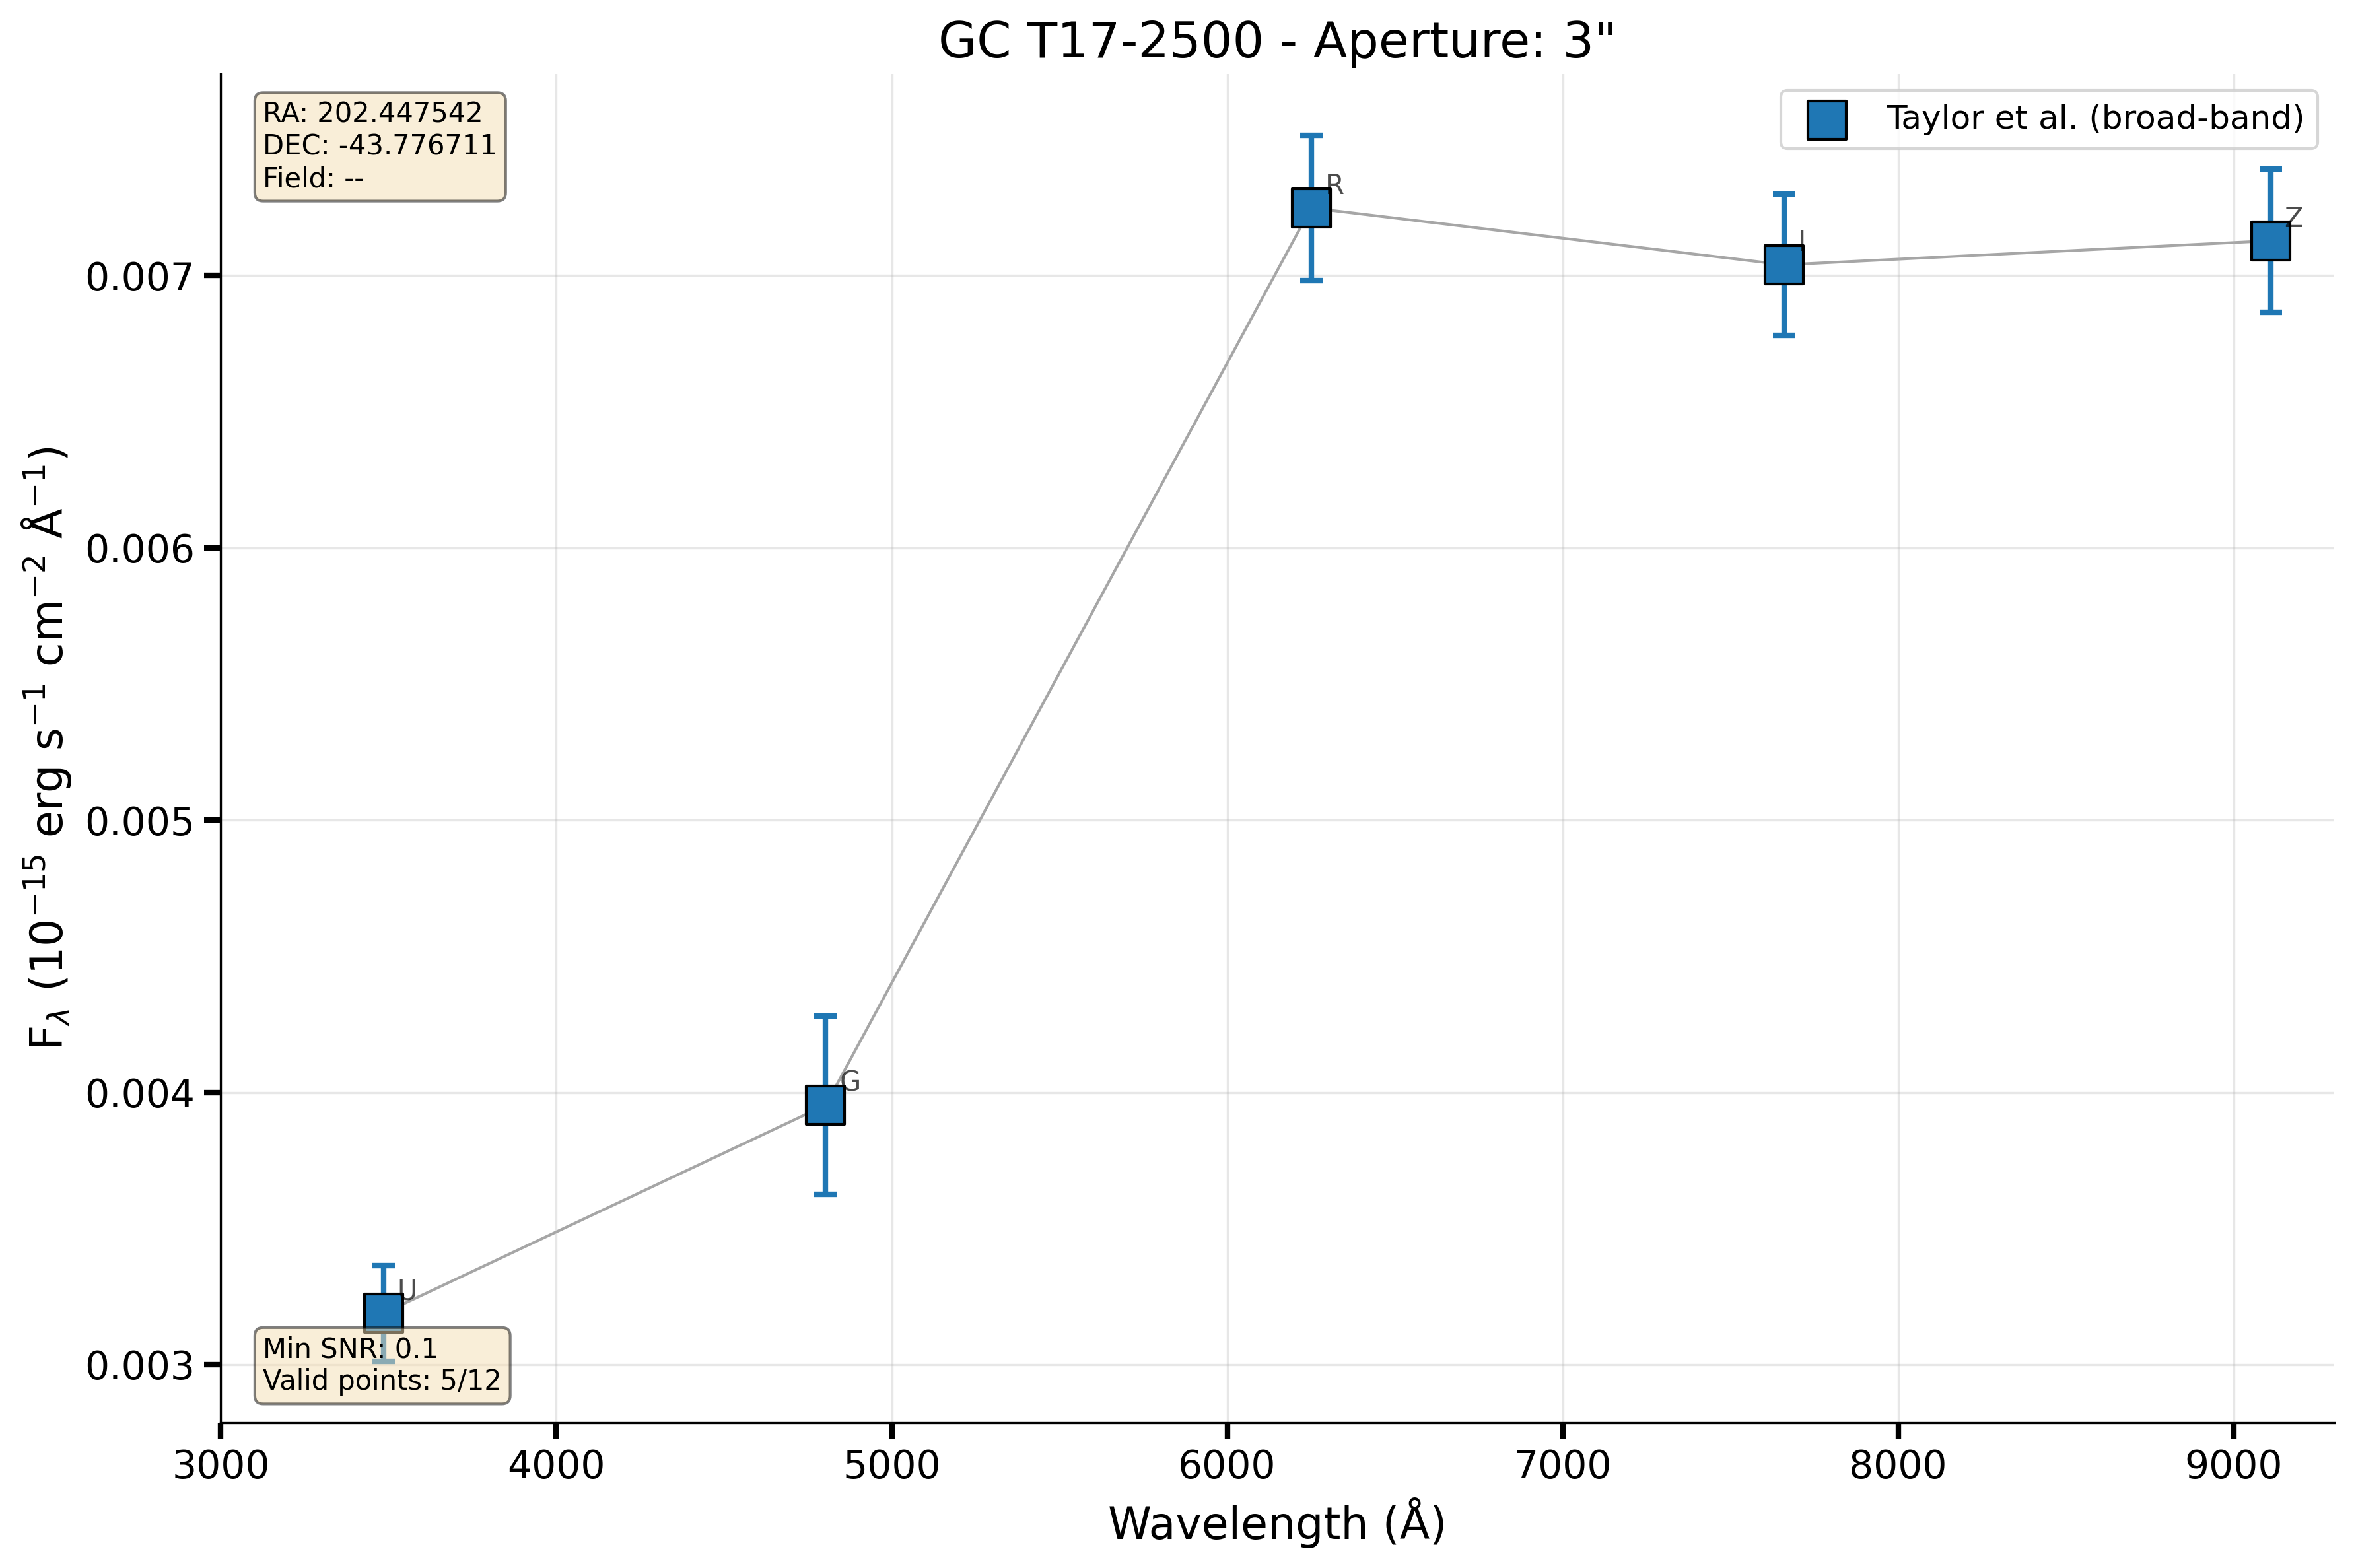 GC T17-2500 - Aperture: 3"
RA: 202.447542
DEC: -43.776711
Field: --
Taylor et al. (broad-band)
R
I
Z
G
U
0.007
0.006
0.005
0.004
0.003
F_λ (10⁻¹⁵ erg s⁻¹ cm⁻² Å⁻¹)
Min SNR: 0.1
Valid points: 5/12
3000 4000 5000 6000 7000 8000 9000
Wavelength (Å)